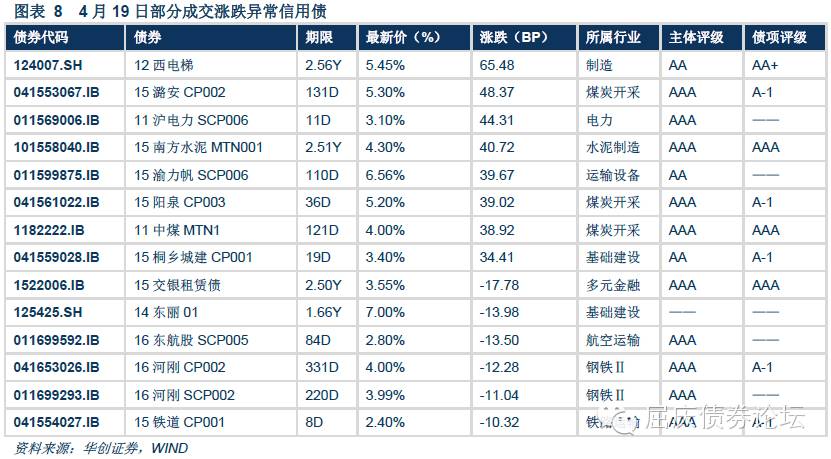 图表 8 4 月 19 日部分成交涨跌异常信用债
债券代码 债券 期限 最新价（%） 涨跌（BP） 所属行业 主体评级 债项评级
124007.SH 12 西电梯 2.56Y 5.45% 65.48 制造 AA AA+
041553067.IB 15 潞安 CP002 131D 5.30% 48.37 煤炭开采 AAA A-1
011569006.IB 11 沪电力 SCP006 11D 3.10% 44.31 电力 AAA ——
101558040.IB 15 南方水泥 MTN001 2.51Y 4.30% 40.72 水泥制造 AAA AAA
011599875.IB 15 渝力帆 SCP006 110D 6.56% 39.67 运输设备 AA ——
041561022.IB 15 阳泉 CP003 36D 5.20% 39.02 煤炭开采 AAA A-1
1182222.IB 11 中煤 MTN1 121D 4.00% 38.92 煤炭开采 AAA AAA
041559028.IB 15 桐乡城建 CP001 19D 3.40% 34.41 基础建设 AA A-1
1522006.IB 15 交银租赁债 2.50Y 3.55% -17.78 多元金融 AAA AAA
125425.SH 14 东丽 01 1.66Y 7.00% -13.98 基础建设 —— ——
011699592.IB 16 东航股 SCP005 84D 2.80% -13.50 航空运输 AAA ——
041653026.IB 16 河刚 CP002 331D 4.00% -12.28 钢铁Ⅱ AAA A-1
011699293.IB 16 河刚 SCP002 220D 3.99% -11.04 钢铁Ⅱ AAA ——
041554027.IB 15 铁道 CP001 8D 2.40% -10.32 铁路运输 AAA A-1
屈庆债券论坛
资料来源：华创证券，WIND